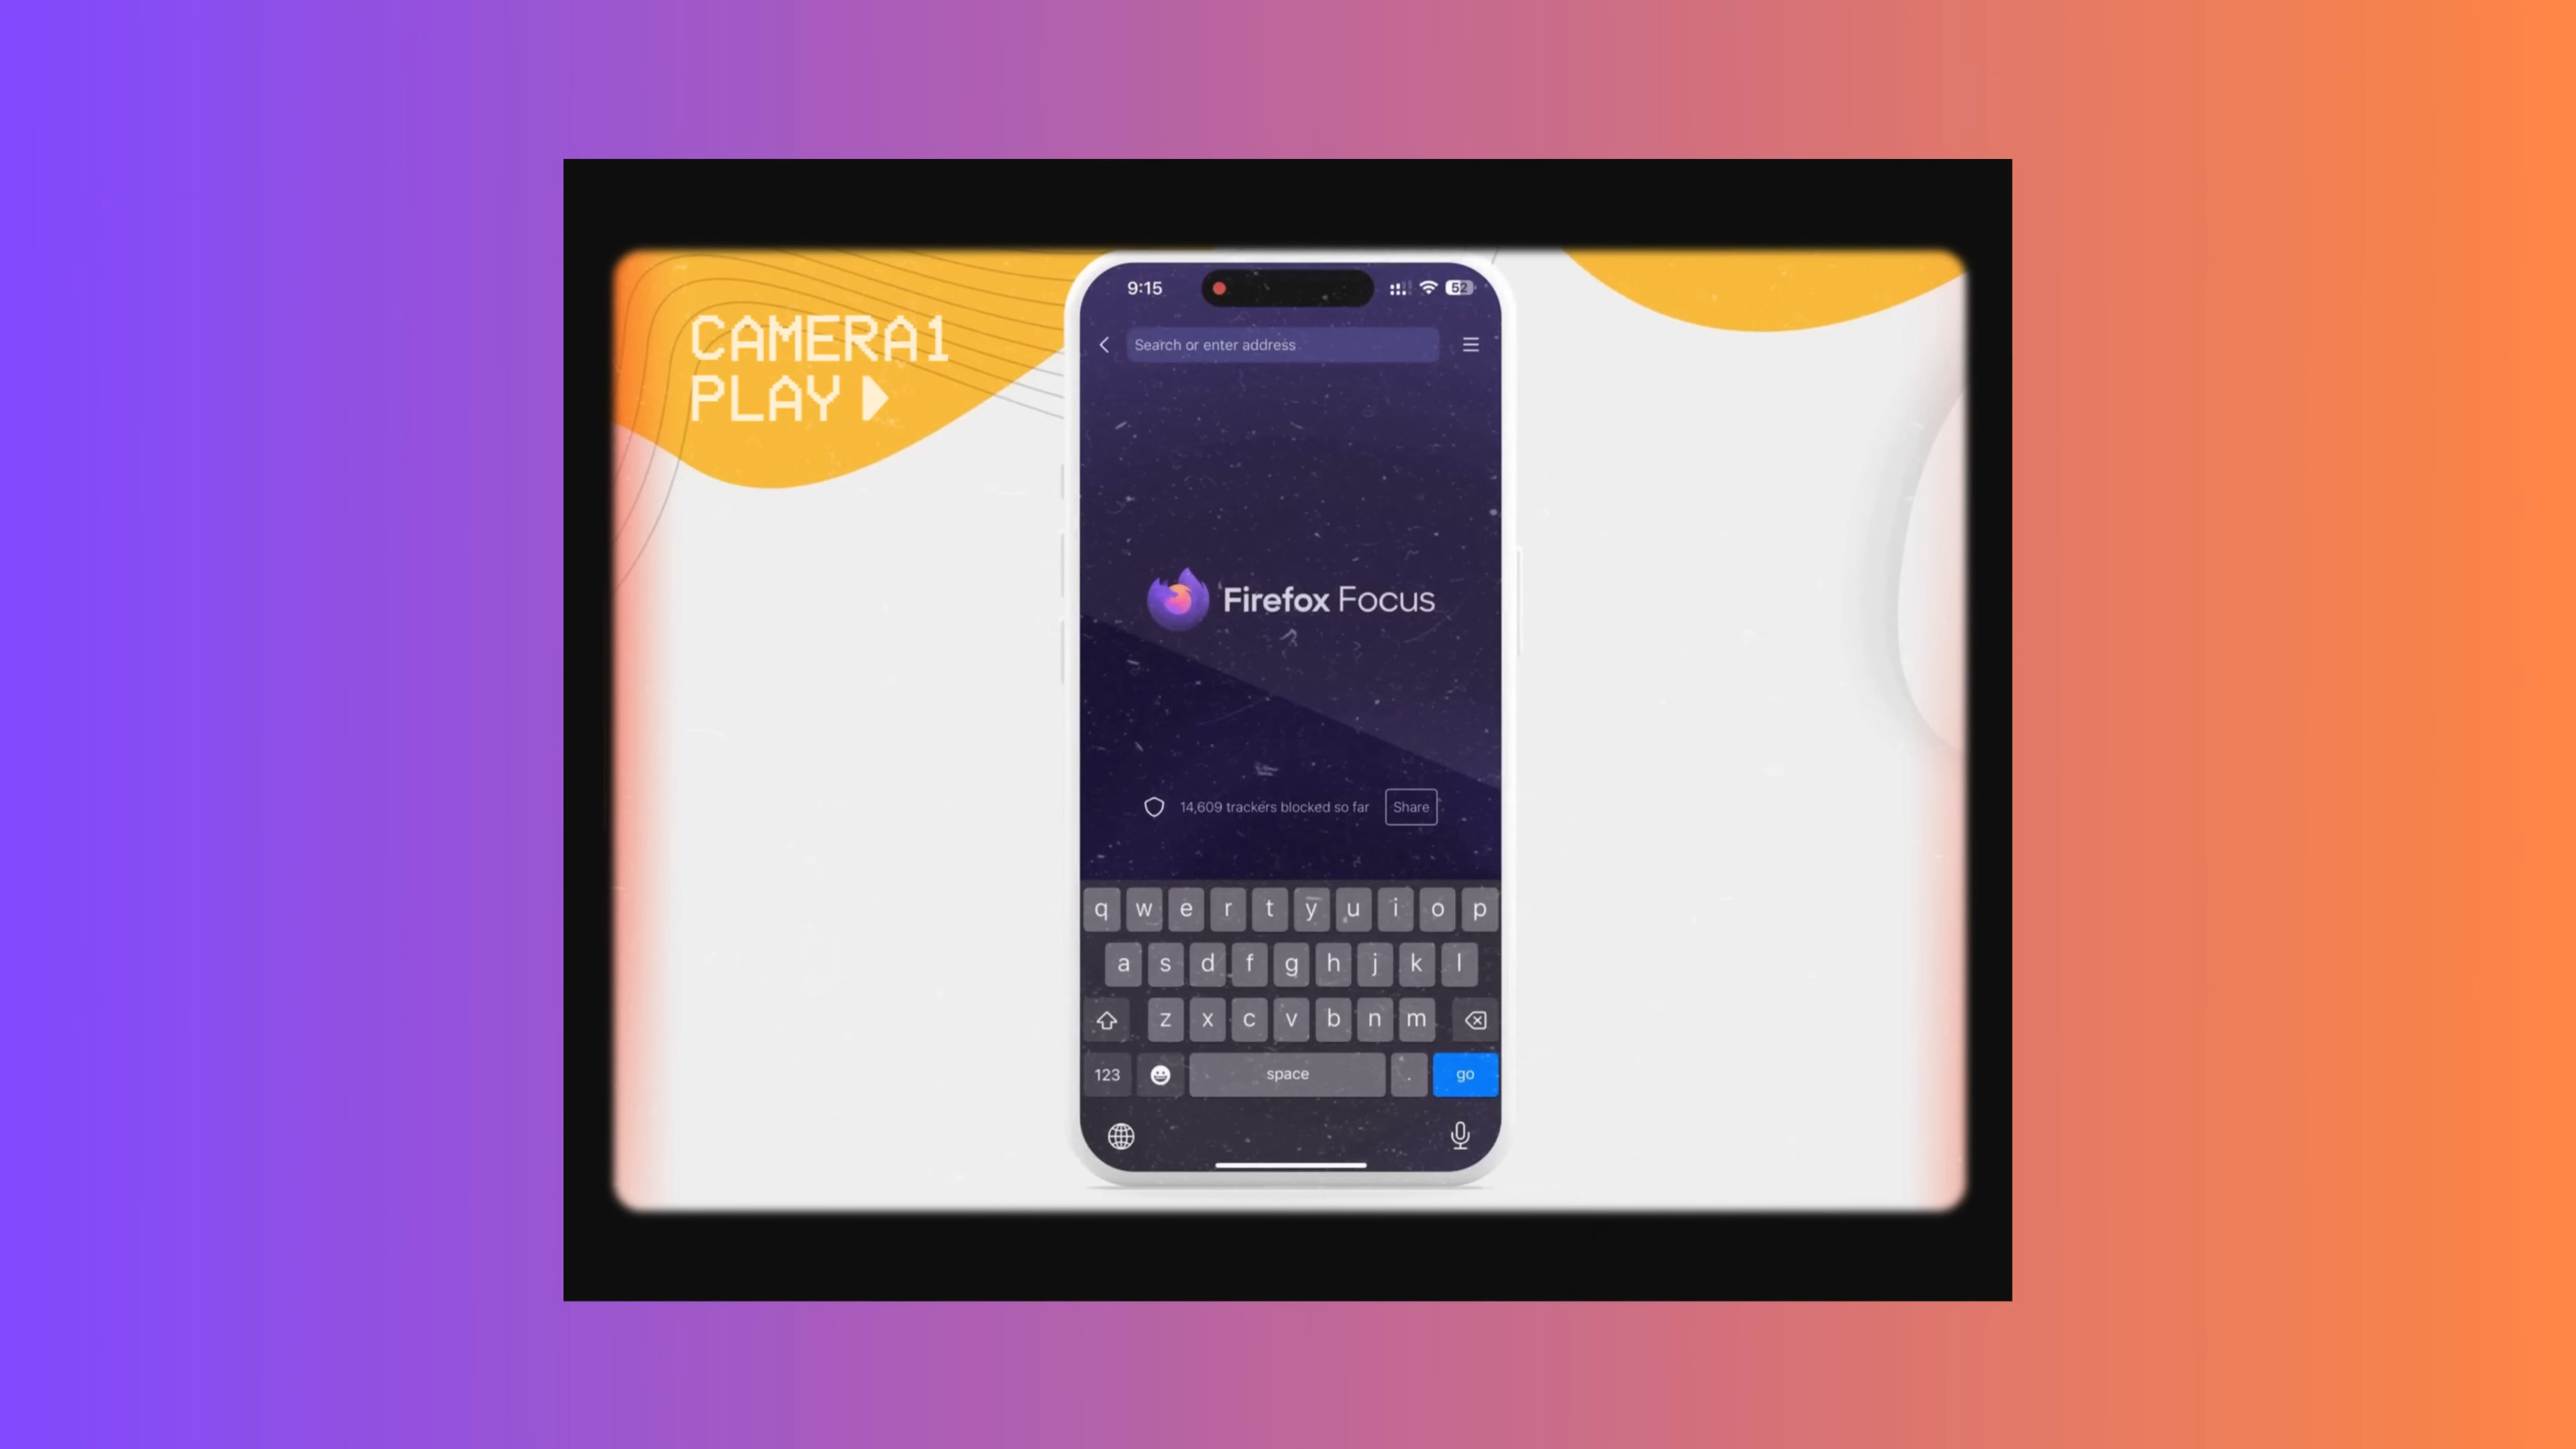 CAMERA1
PLAY
9:15
52
Search or enter address
Firefox Focus
14,609 trackers blocked so far
Share
q w e r t y u i o p
a s d f g h j k l
z x c v b n m
123 space . go